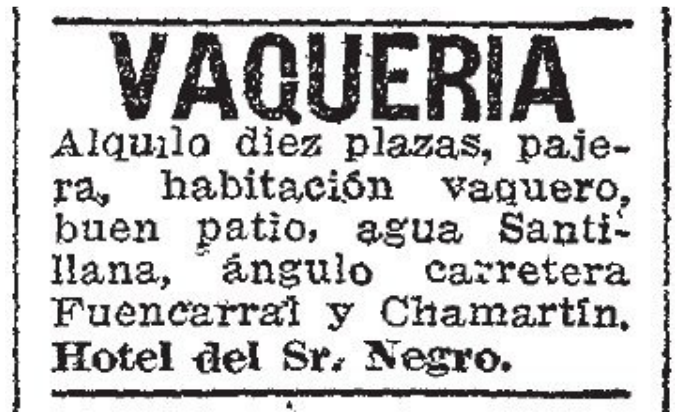 VAQUERIA
Alquilo diez plazas, paje-
ra, habitación vaquero,
buen patio, agua Santi-
llana, ángulo carretera
Fuencarral y Chamartín.
Hotel del Sr. Negro.